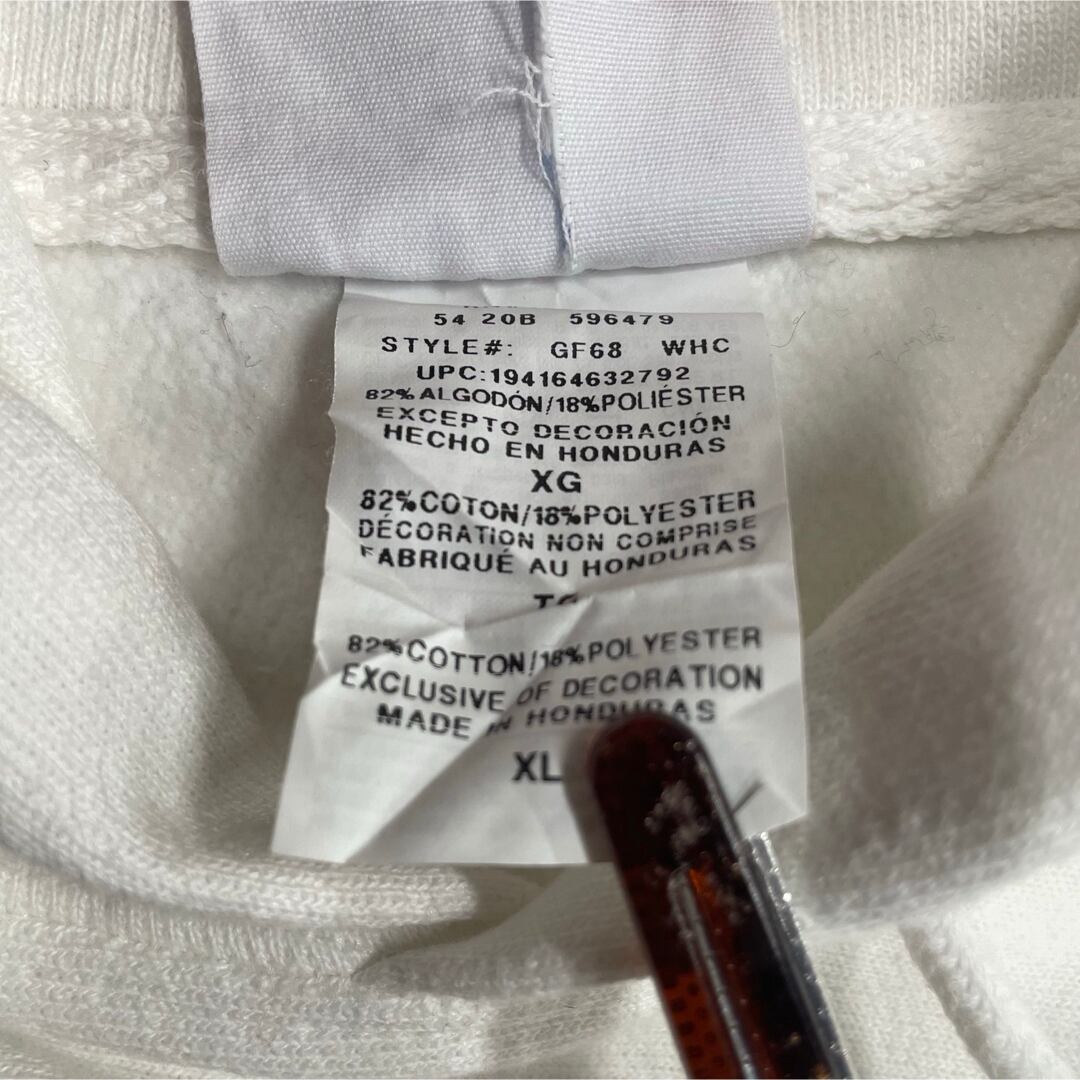 54 20B 596479
STYLE#: GF68 WHC
UPC:194164632792
82%ALGODÓN/18%POLIÉSTER
EXCEPTO DECORACIÓN
HECHO EN HONDURAS
XG
82%COTON/18%POLYESTER
DÉCORATION NON COMPRISE
FABRIQUÉ AU HONDURAS
82%COTTON/18%POLYESTER
EXCLUSIVE OF DECORATION
MADE IN HONDURAS
XL